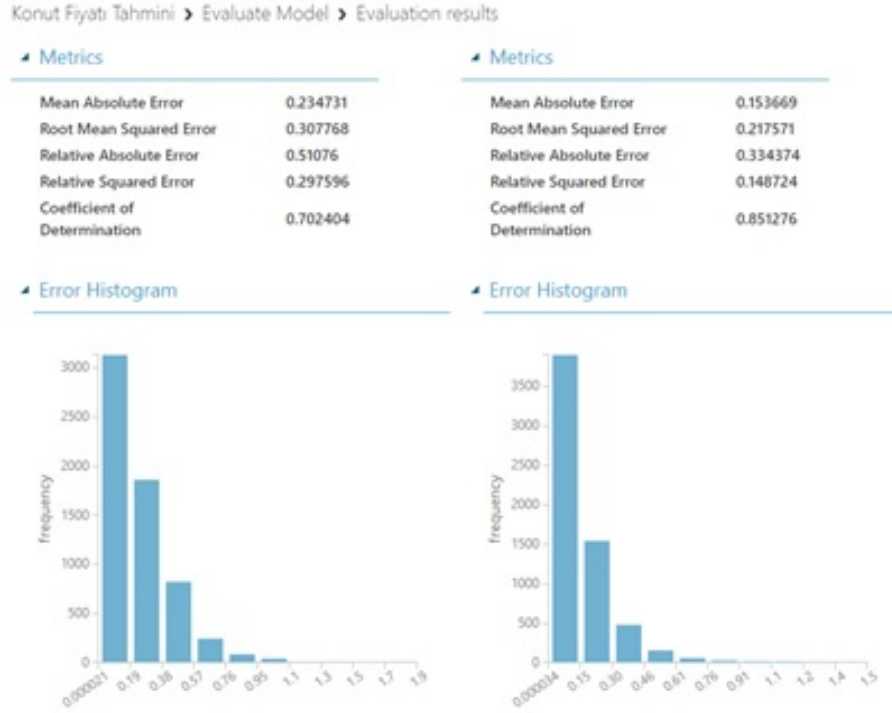 Konut Fiyatı Tahmini › Evaluate Model › Evaluation results
Metrics
Mean Absolute Error 0.234731
Root Mean Squared Error 0.307768
Relative Absolute Error 0.51076
Relative Squared Error 0.297596
Coefficient of
Determination 0.702404
Error Histogram
3000
2500
2000
1500
1000
500
0
frequency
0.000021 0.19 0.38 0.57 0.76 0.95 1.1 1.3 1.5 1.7 1.9
Metrics
Mean Absolute Error 0.153669
Root Mean Squared Error 0.217571
Relative Absolute Error 0.334374
Relative Squared Error 0.148724
Coefficient of
Determination 0.851276
Error Histogram
3500
3000
2500
2000
1500
1000
500
0
frequency
0.000034 0.15 0.30 0.46 0.61 0.76 0.91 1.1 1.2 1.4 1.5